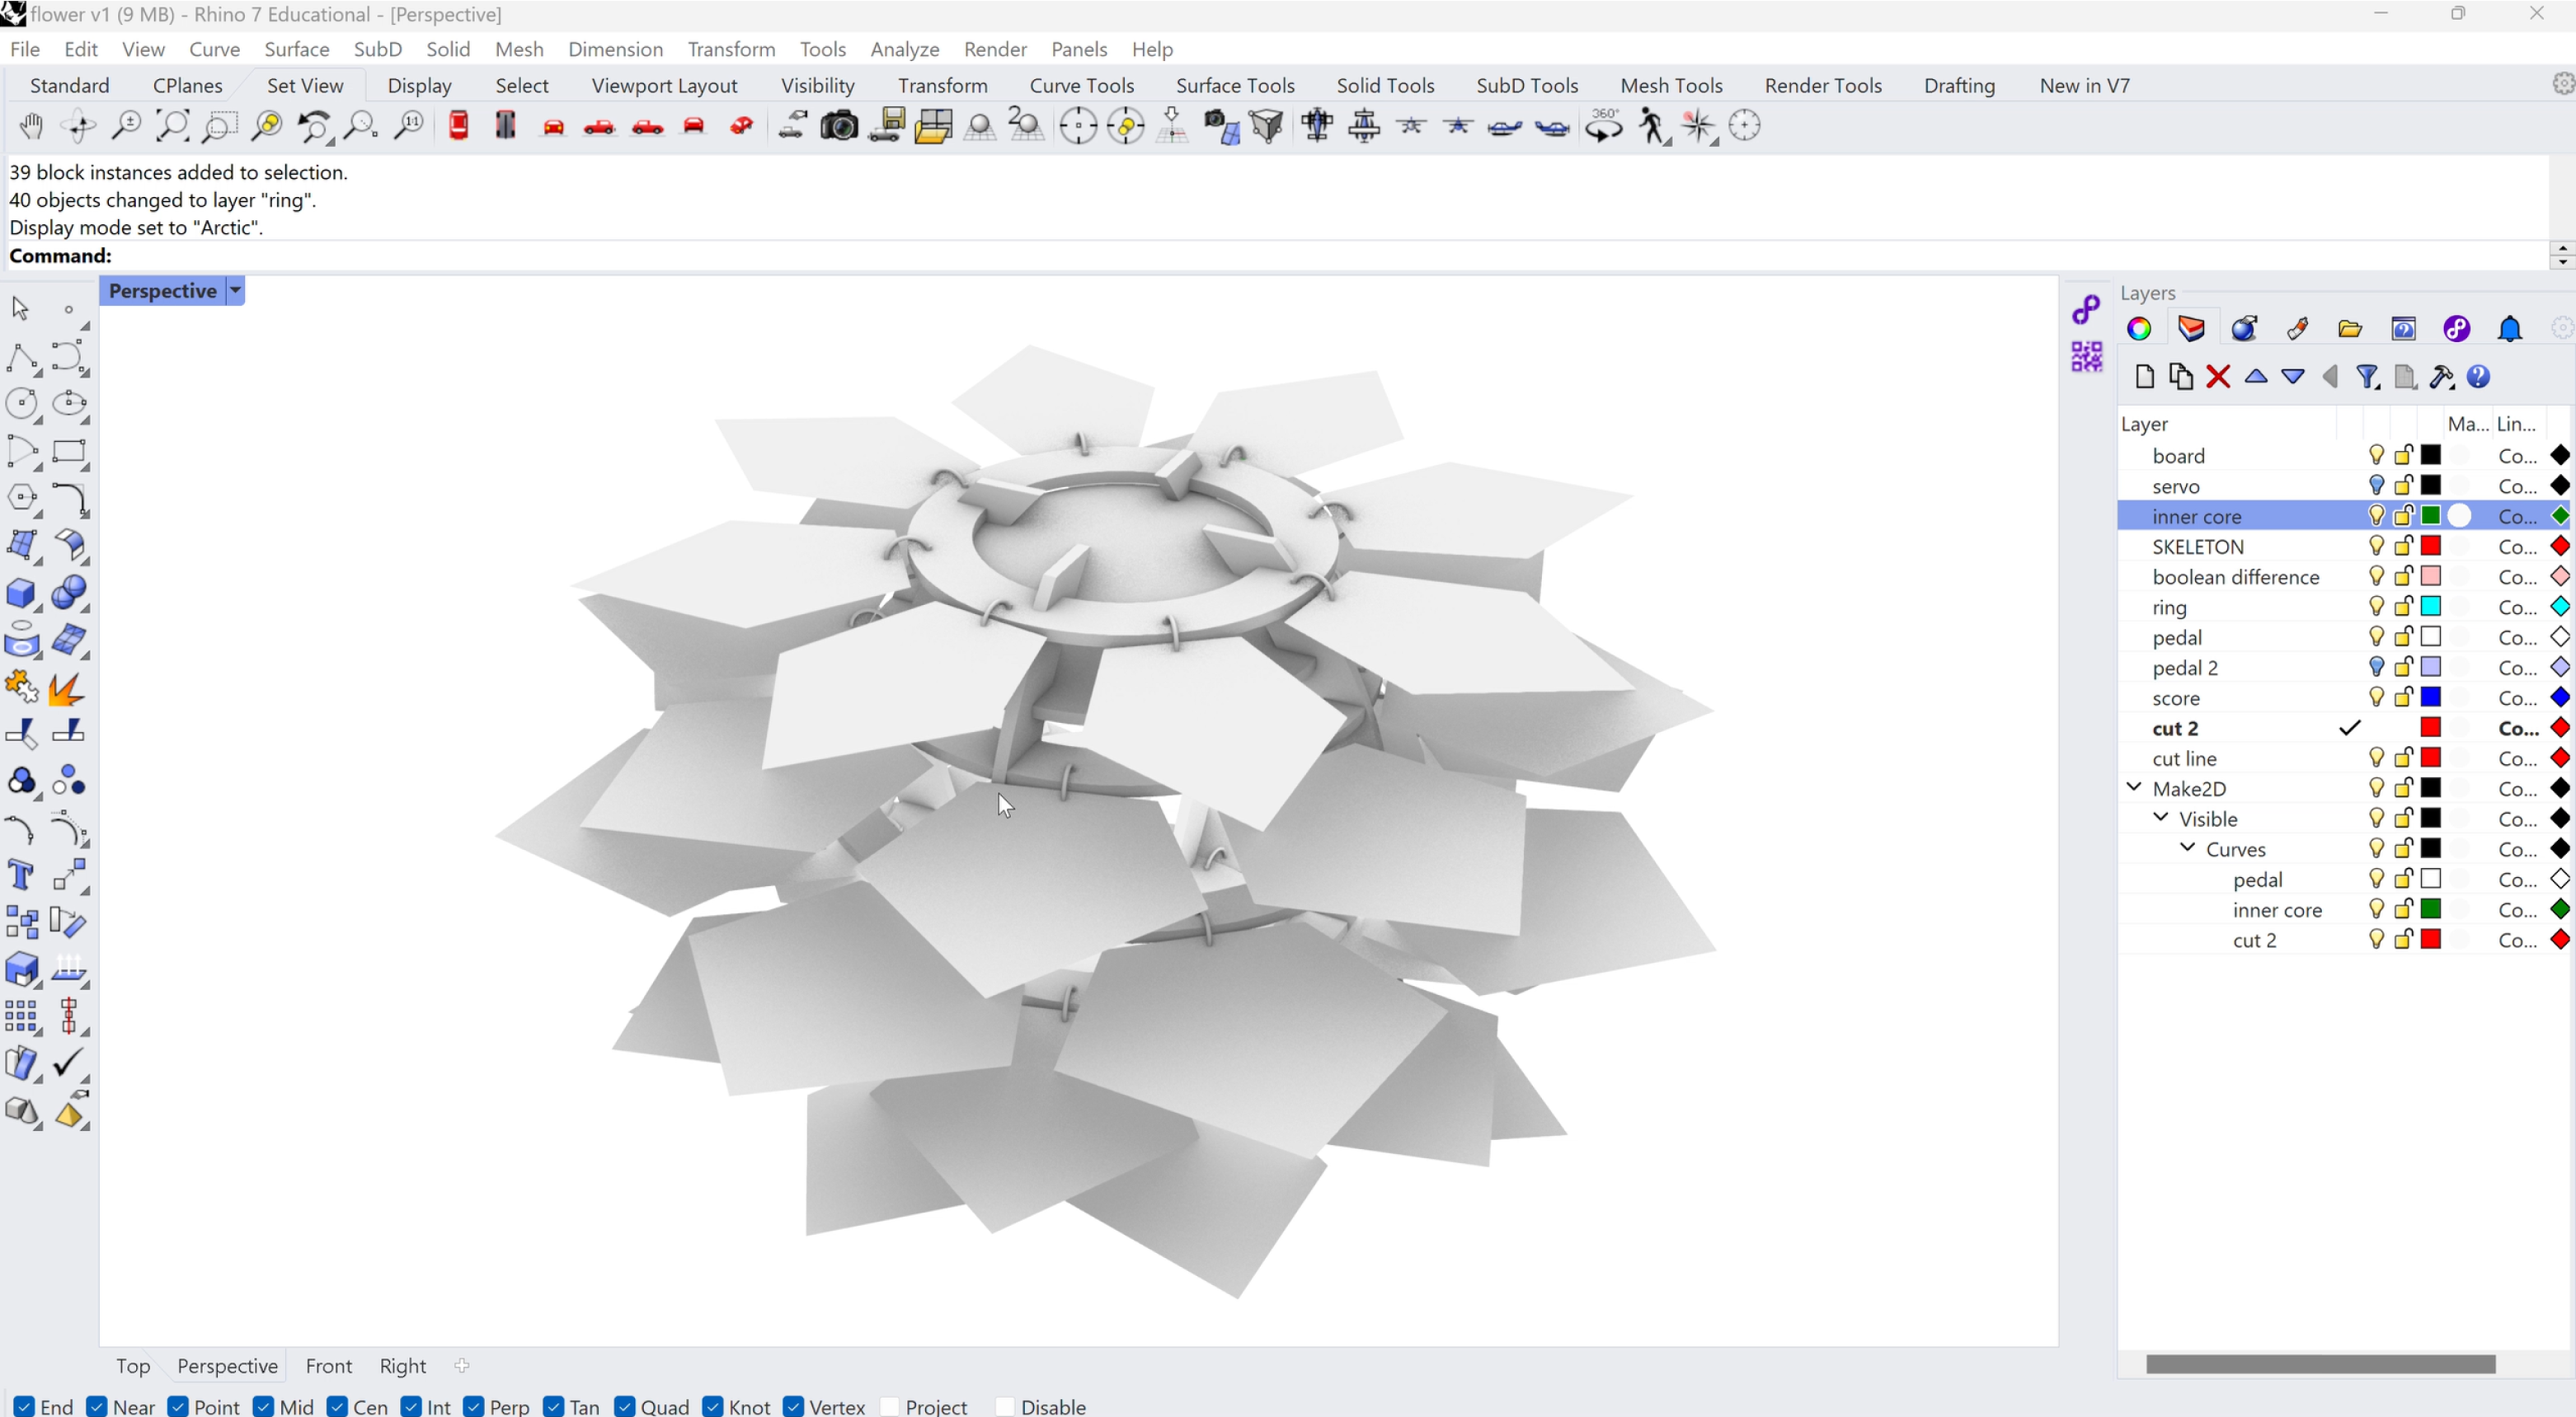 flower v1 (9 MB) - Rhino 7 Educational - [Perspective]
File Edit View Curve Surface SubD Solid Mesh Dimension Transform Tools Analyze Render Panels Help
Standard CPlanes Set View Display Select Viewport Layout Visibility Transform Curve Tools Surface Tools Solid Tools SubD Tools Mesh Tools Render Tools Drafting New in V7
1:1 2 360°
39 block instances added to selection.
40 objects changed to layer "ring".
Display mode set to "Arctic".
Command:
Perspective
Layers
Layer Ma... Lin...
board Co...
servo Co...
inner core Co...
SKELETON Co...
boolean difference Co...
ring Co...
pedal Co...
pedal 2 Co...
score Co...
cut 2 Co...
cut line Co...
Make2D Co...
Visible Co...
Curves Co...
pedal Co...
inner core Co...
cut 2 Co...
Top Perspective Front Right
End Near Point Mid Cen Int Perp Tan Quad Knot Vertex Project Disable